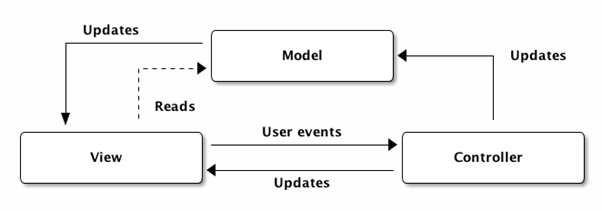 Updates
Model
Updates
Reads
User events
View
Controller
Updates